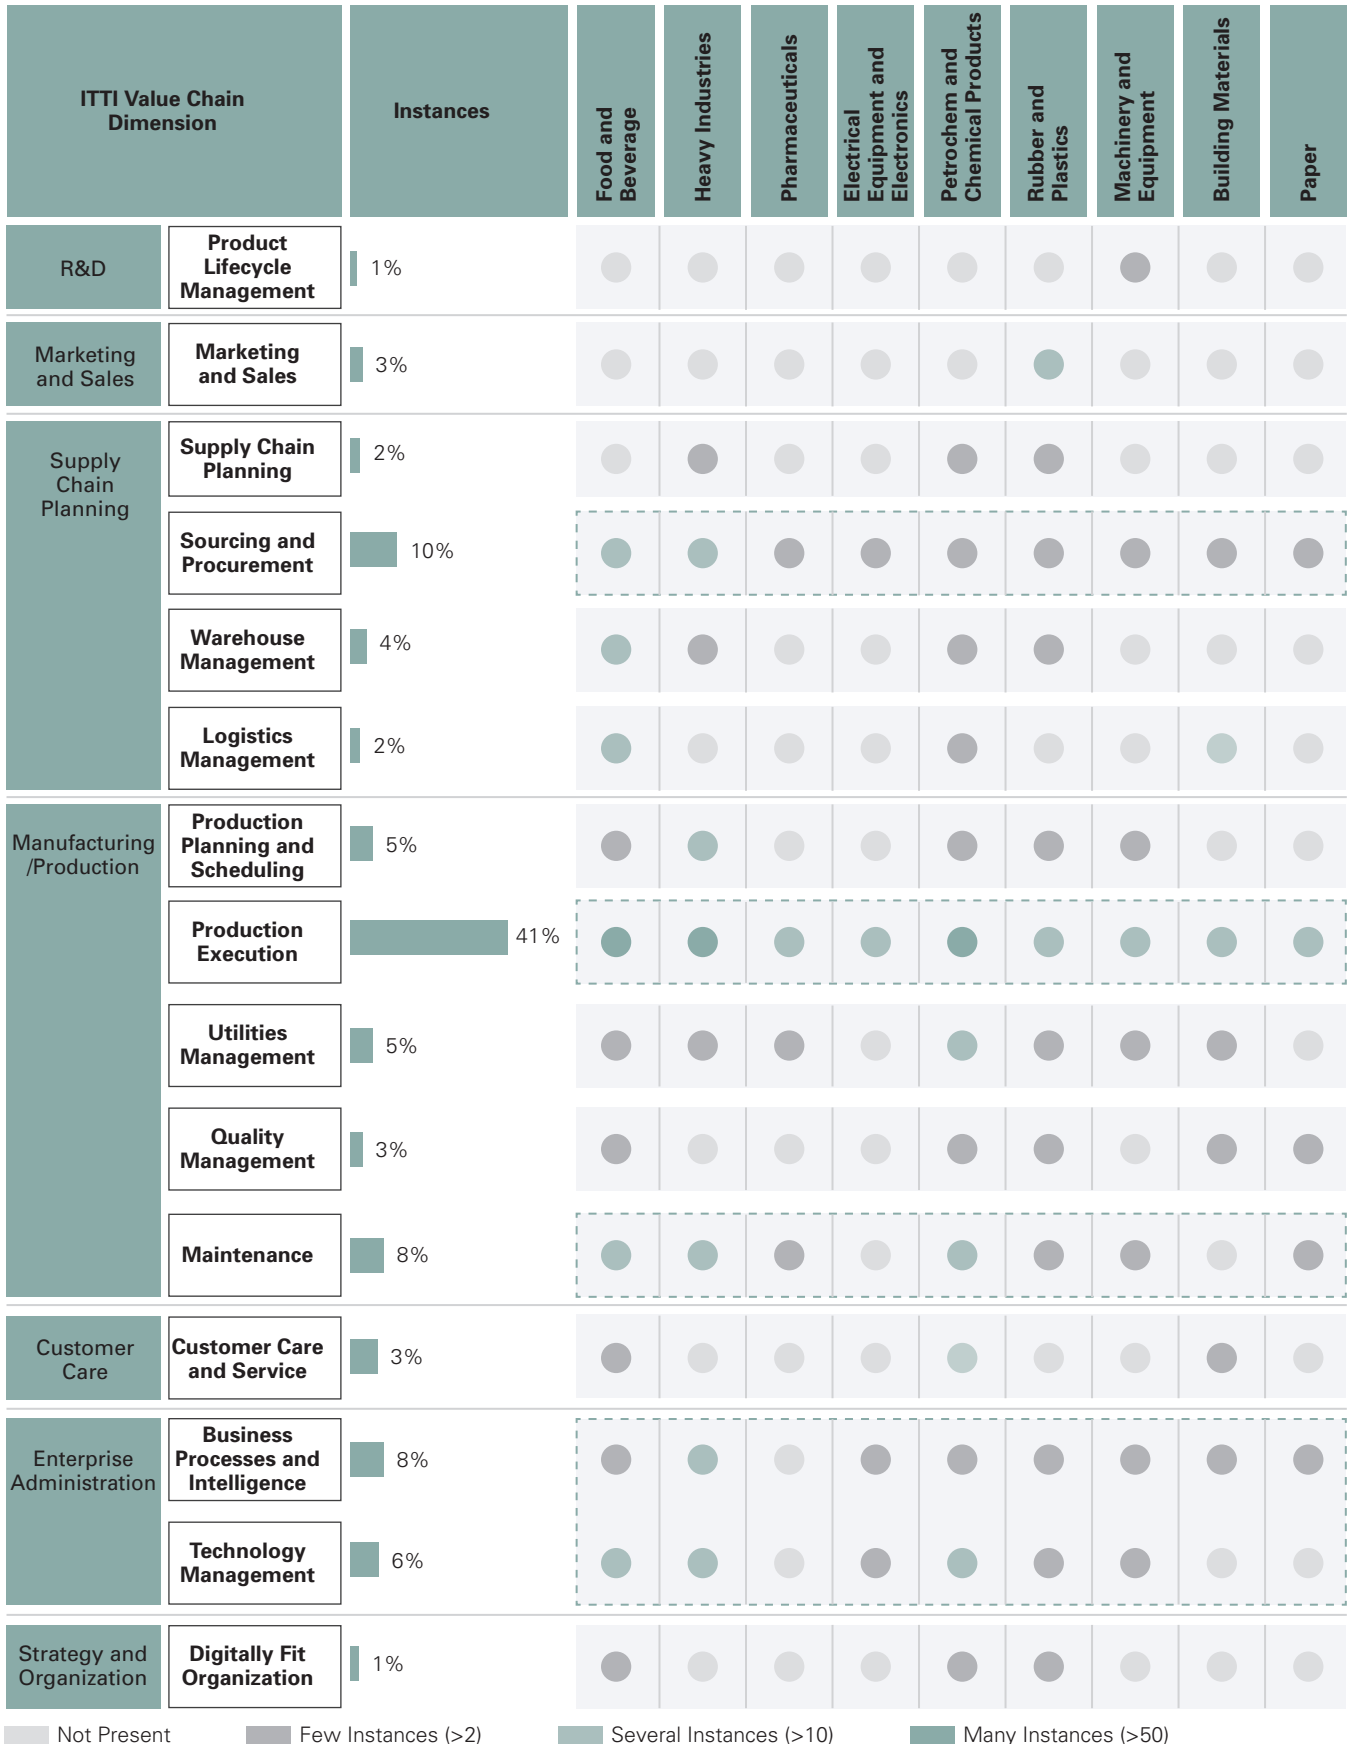 ITTI Value Chain
Dimension
Instances
Food and
Beverage
Heavy Industries
Pharmaceuticals
Electrical
Equipment and
Electronics
Petrochem and
Chemical Products
Rubber and
Plastics
Machinery and
Equipment
Building Materials
Paper
R&D
Product
Lifecycle
Management
1%
Marketing
and Sales
Marketing
and Sales
3%
Supply
Chain
Planning
Supply Chain
Planning
2%
Sourcing and
Procurement
10%
Warehouse
Management
4%
Logistics
Management
2%
Manufacturing
/Production
Production
Planning and
Scheduling
5%
Production
Execution
41%
Utilities
Management
5%
Quality
Management
3%
Maintenance
8%
Customer
Care
Customer Care
and Service
3%
Enterprise
Administration
Business
Processes and
Intelligence
8%
Technology
Management
6%
Strategy and
Organization
Digitally Fit
Organization
1%
Not Present
Few Instances (>2)
Several Instances (>10)
Many Instances (>50)